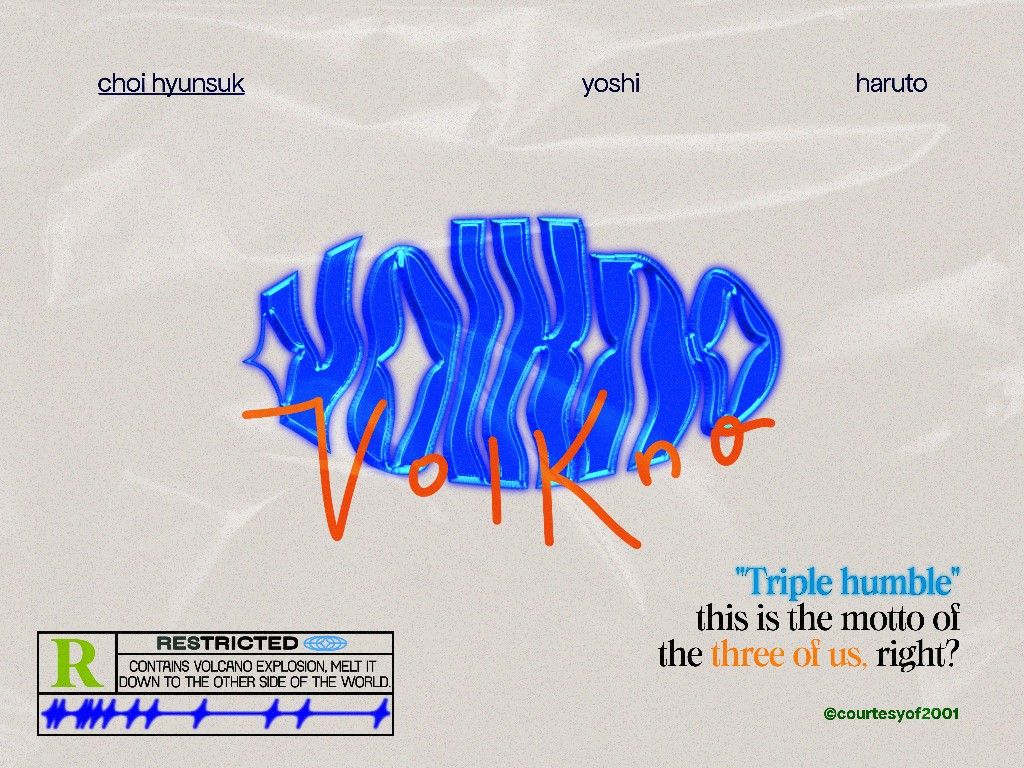 choi hyunsuk yoshi haruto
VOLKNO
VolKno
"Triple humble"
this is the motto of
the three of us, right?
R
RESTRICTED
CONTAINS VOLCANO EXPLOSION, MELT IT
DOWN TO THE OTHER SIDE OF THE WORLD.
©courtesyof2001